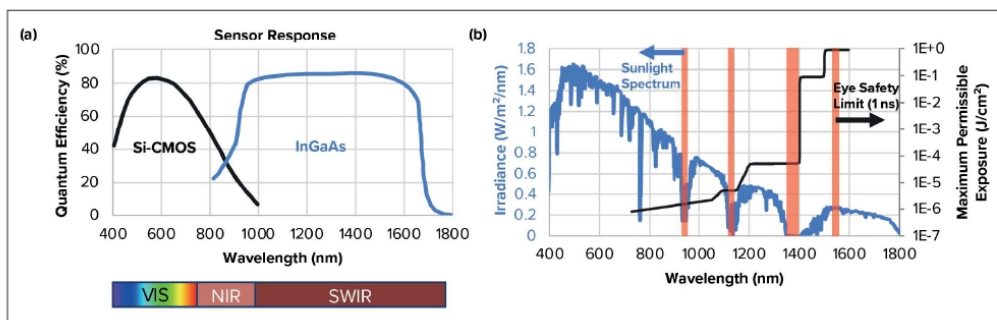 (a)
Sensor Response
Quantum Efficiency (%)
100
80
60
40
20
0
Si-CMOS
InGaAs
400 600 800 1000 1200 1400 1600 1800
Wavelength (nm)
VIS NIR SWIR
(b)
Irradiance (W/m²/nm)
1.8
1.6
1.4
1.2
1
0.8
0.6
0.4
0.2
0
Sunlight
Spectrum
Eye Safety
Limit (1 ns)
1E+0
1E-1
1E-2
1E-3
1E-4
1E-5
1E-6
1E-7
Maximum Permissible
Exposure (J/cm²)
400 600 800 1000 1200 1400 1600 1800
Wavelength (nm)